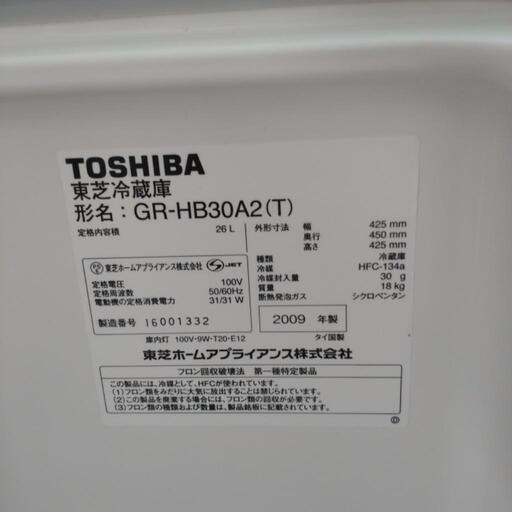 TOSHIBA
東芝冷蔵庫
形名：GR-HB30A2(T)
定格内容積 26 L
外形寸法 幅 425 mm
奥行 450 mm
高さ 425 mm
東芝ホームアプライアンス株式会社 S-JET
種類 冷蔵庫
冷媒 HFC-134a
冷媒封入量 30 g
質量 18 kg
断熱発泡ガス シクロペンタン
定格電圧 100V
定格周波数 50/60Hz
電動機の定格消費電力 31/31 W
製造番号 16001332
2009 年製
庫内灯 100V・9W・T20・E12
タイ国製
東芝ホームアプライアンス株式会社
フロン回収破壊法 第一種特定製品
この製品には、冷媒として、HFCが使われています。
(1)フロン類をみだりに大気に放出することは禁じられています。
(2)この製品を廃棄する場合には、フロン類の回収が必要です。
(3)フロン類の種類および数量は、製品銘板に記載されています。